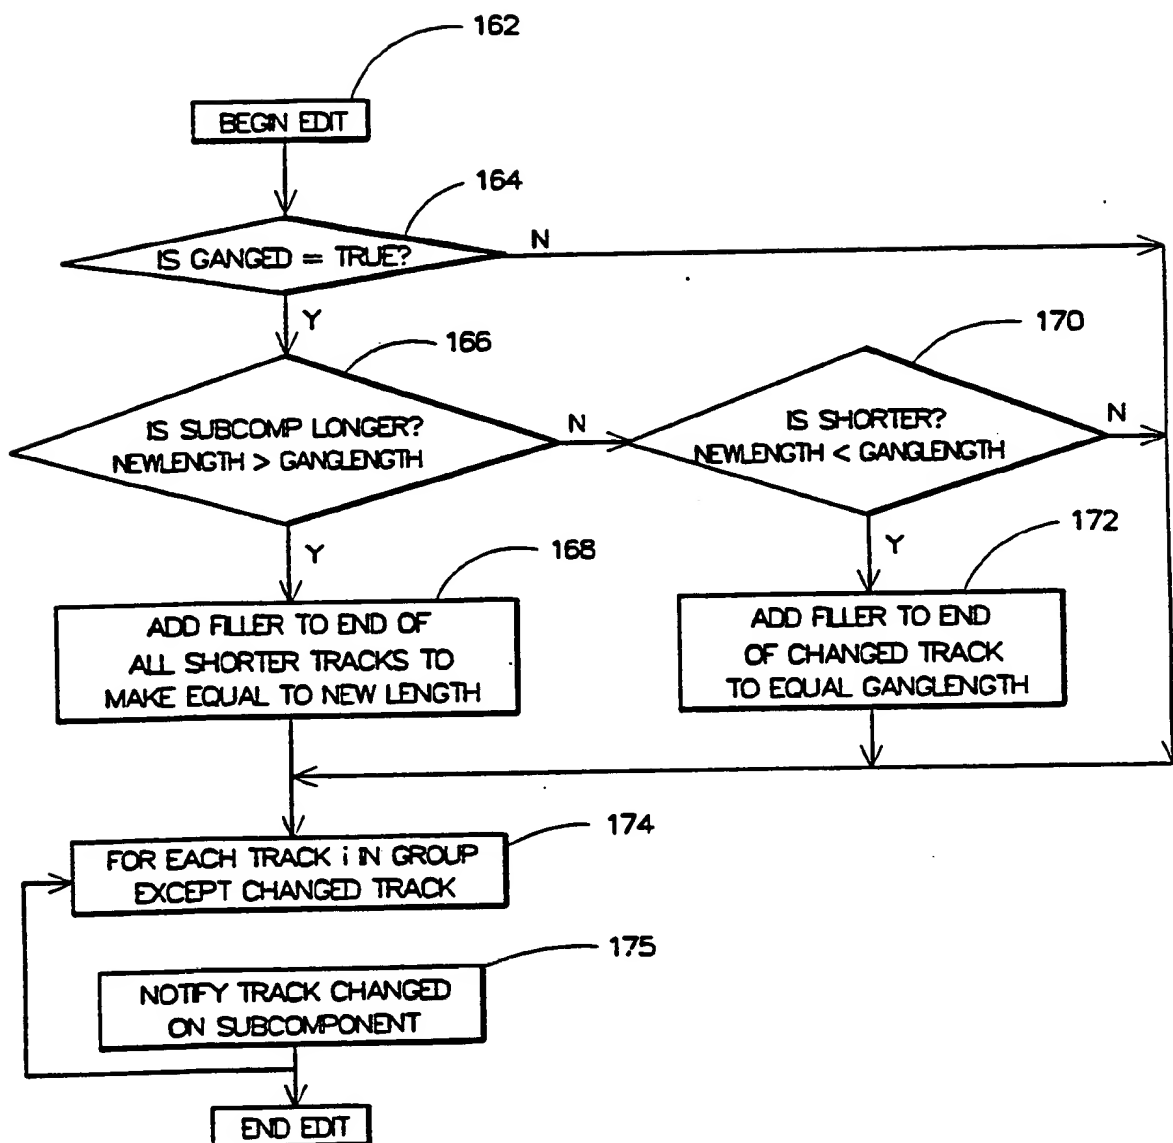 162
BEGIN EDIT
164
IS GANGED = TRUE?
N
Y
166
IS SUBCOMP LONGER?
NEWLENGTH > GANGLENGTH
N
170
IS SHORTER?
NEWLENGTH < GANGLENGTH
N
Y
168
ADD FILLER TO END OF
ALL SHORTER TRACKS TO
MAKE EQUAL TO NEW LENGTH
Y
172
ADD FILLER TO END
OF CHANGED TRACK
TO EQUAL GANGLENGTH
174
FOR EACH TRACK i IN GROUP
EXCEPT CHANGED TRACK
175
NOTIFY TRACK CHANGED
ON SUBCOMPONENT
END EDIT